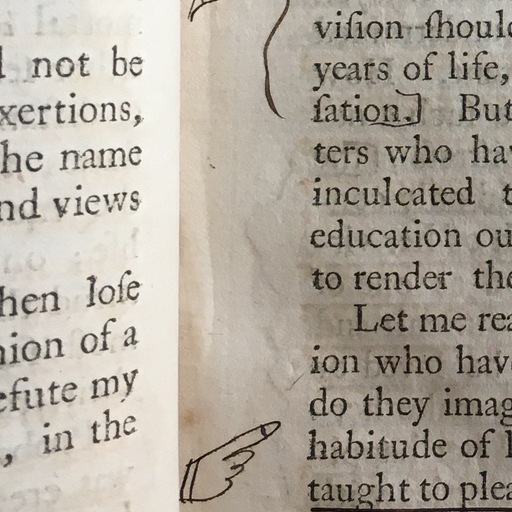 not be
xertions,
he name
nd views
hen loſe
nion of a
efute my
, in the
viſion ſhould
years of life,
ſation.] But
ters who hav
inculcated t
education ou
to render the
Let me rea
ion who have
do they imag
habitude of
taught to plea